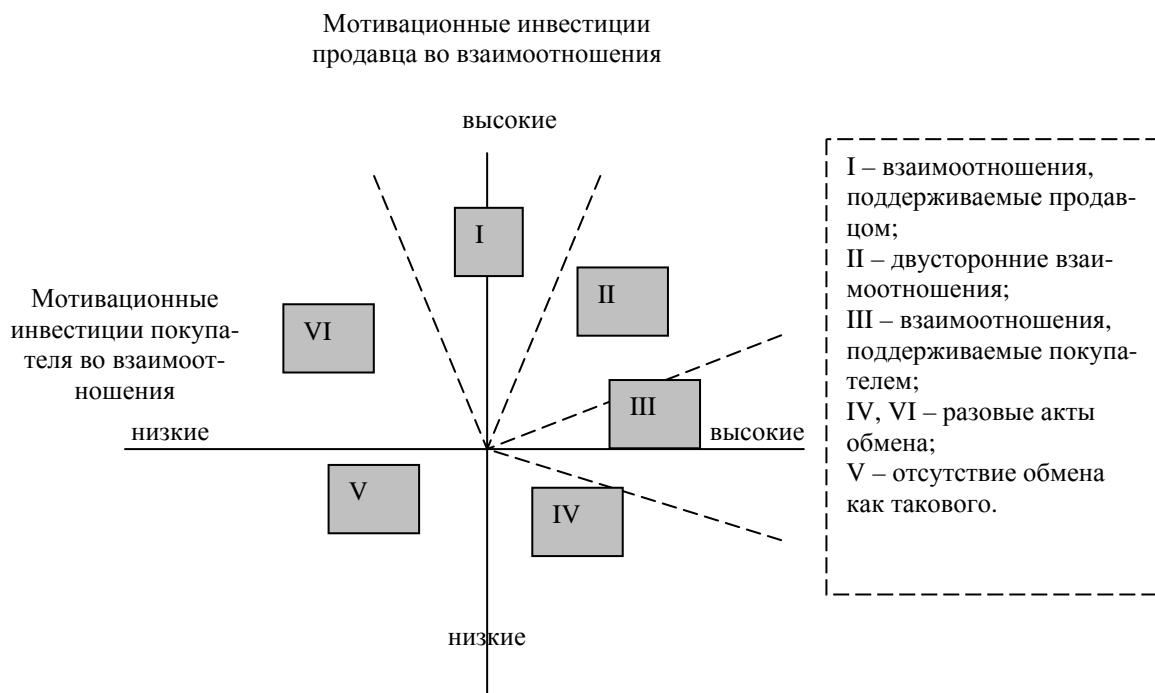 Мотивационные инвестиции
продавца во взаимоотношения
высокие
I – взаимоотношения,
поддерживаемые продав-
цом;
II – двусторонние взаи-
моотношения;
III – взаимоотношения,
поддерживаемые покупа-
телем;
IV, VI – разовые акты
обмена;
V – отсутствие обмена
как такового.
I
II
Мотивационные
инвестиции покупа-
теля во взаимоот-
ношения
VI
III
низкие
высокие
V
IV
низкие